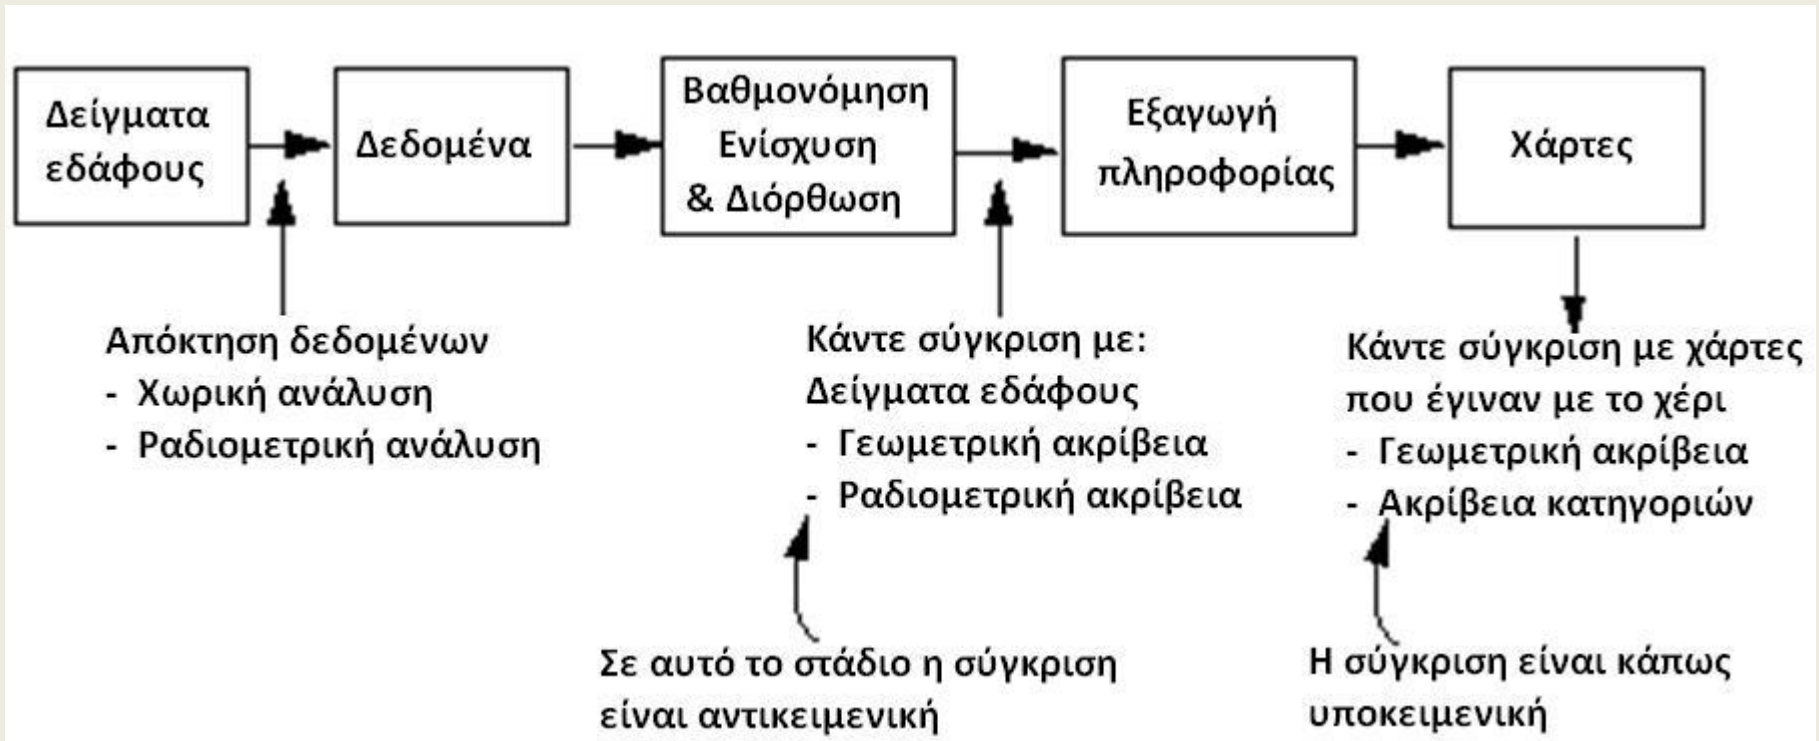 Δείγματα
εδάφους
Δεδομένα
Βαθμονόμηση
Ενίσχυση
& Διόρθωση
Εξαγωγή
πληροφορίας
Χάρτες
Απόκτηση δεδομένων
- Χωρική ανάλυση
- Ραδιομετρική ανάλυση
Κάντε σύγκριση με:
Δείγματα εδάφους
- Γεωμετρική ακρίβεια
- Ραδιομετρική ακρίβεια
Κάντε σύγκριση με χάρτες
που έγιναν με το χέρι
- Γεωμετρική ακρίβεια
- Ακρίβεια κατηγοριών
Σε αυτό το στάδιο η σύγκριση
είναι αντικειμενική
Η σύγκριση είναι κάπως
υποκειμενική